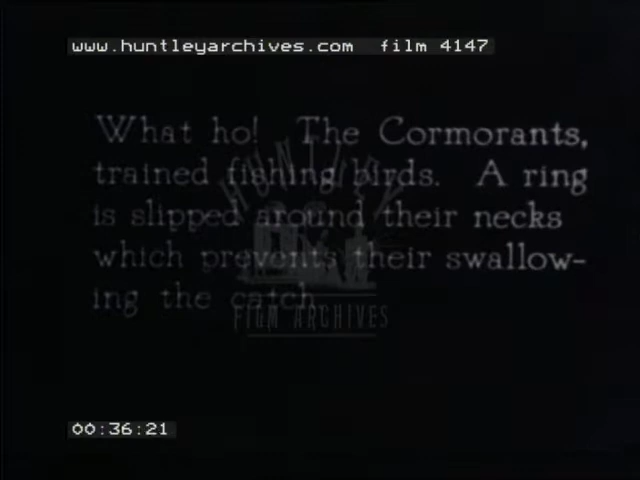 www.huntleyarchives.com film 4147
What ho! The Cormorants,
trained fishing birds. A ring
is slipped around their necks
which prevents their swallow-
ing the catch.
HUNTLEY
FILM ARCHIVES
00:36:21